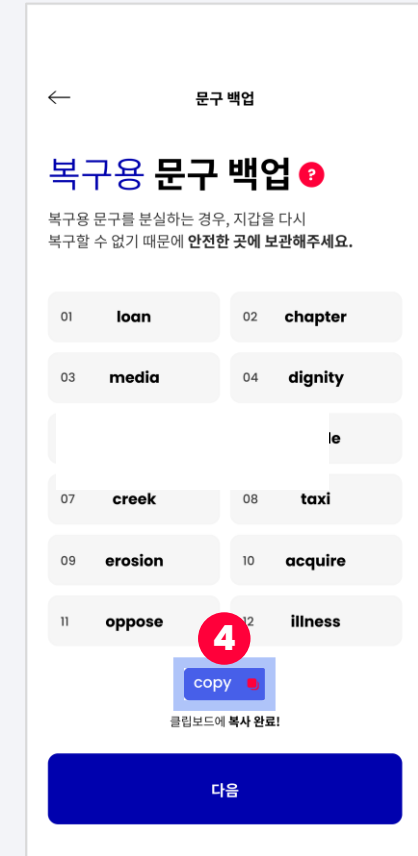 문구 백업
복구용 문구 백업 ?
복구용 문구를 분실하는 경우, 지갑을 다시
복구할 수 없기 때문에 안전한 곳에 보관해주세요.
01 loan 02 chapter
03 media 04 dignity
07 creek 08 taxi
09 erosion 10 acquire
11 oppose 12 illness
4
copy
클립보드에 복사 완료!
다음